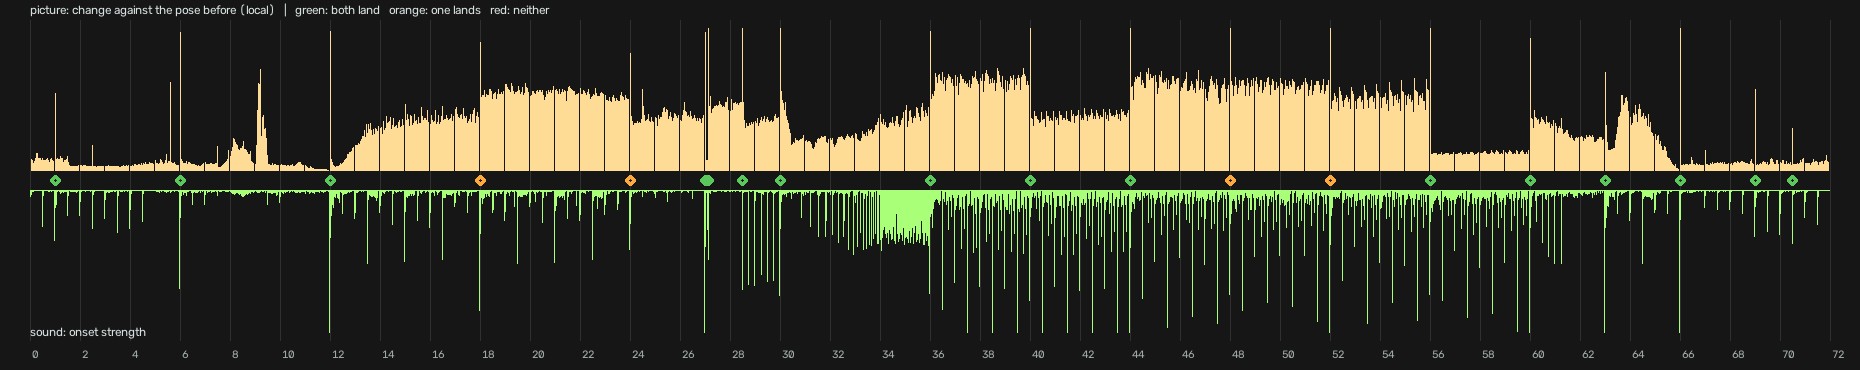 picture: change against the pose before (local) | green: both land orange: one lands red: neither
sound: onset strength
0 2 4 6 8 10 12 14 16 18 20 22 24 26 28 30 32 34 36 38 40 42 44 46 48 50 52 54 56 58 60 62 64 66 68 70 72